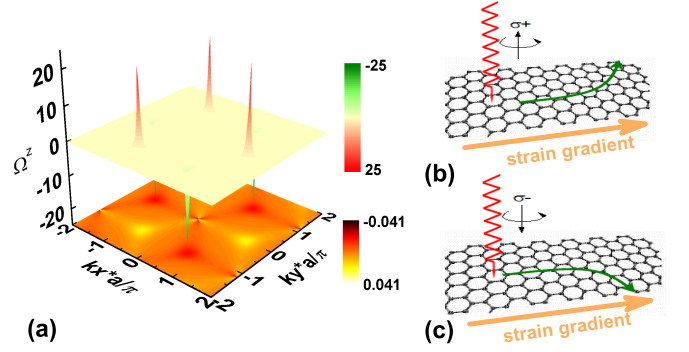 20
10
0
-10
-20
Ω^z
-2
-1
0
1
2
kx*a/π
-2
-1
0
1
2
ky*a/π
-25
25
-0.041
0.041
(a)
σ+
strain gradient
(b)
σ-
strain gradient
(c)